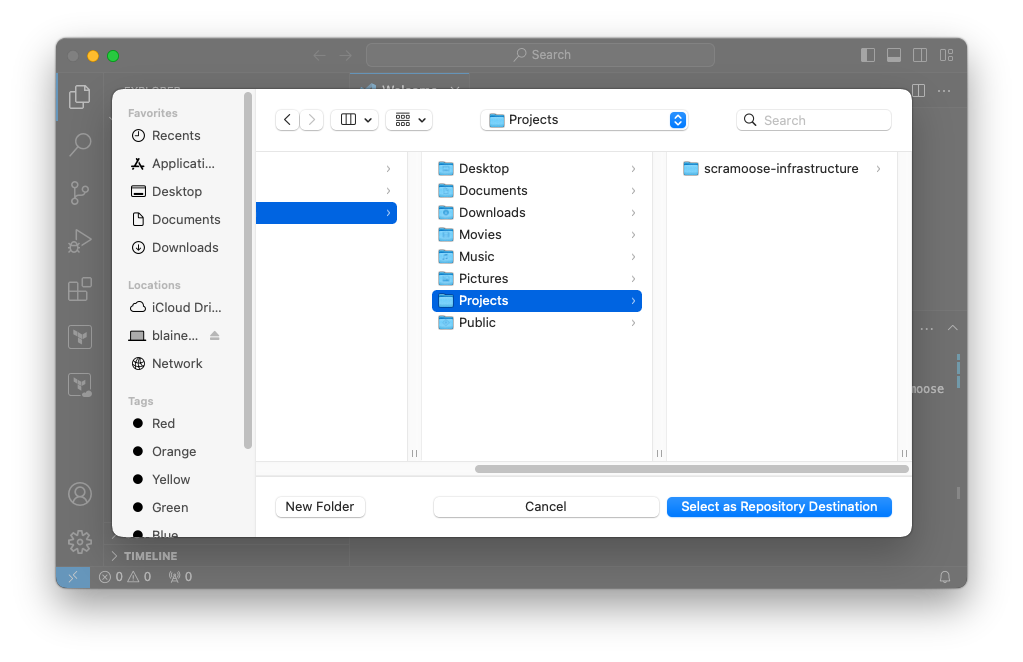 Search
EXPLORER
Welcome
Favorites
Recents
Applicati...
Desktop
Documents
Downloads
Locations
iCloud Dri...
blaine...
Network
Tags
Red
Orange
Yellow
Green
Blue
Projects
Search
Desktop
Documents
Downloads
Movies
Music
Pictures
Projects
Public
scramoose-infrastructure
moose
New Folder
Cancel
Select as Repository Destination
TIMELINE
0 0 0